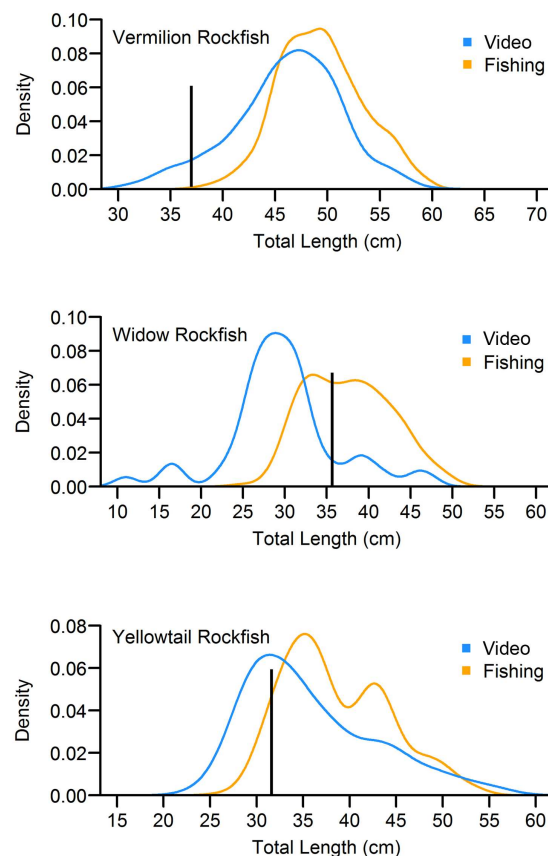 Vermilion Rockfish
Video
Fishing
Density
0.10
0.08
0.06
0.04
0.02
0.00
30 35 40 45 50 55 60 65 70
Total Length (cm)
Widow Rockfish
Video
Fishing
Density
0.10
0.08
0.06
0.04
0.02
0.00
10 15 20 25 30 35 40 45 50 55 60
Total Length (cm)
Yellowtail Rockfish
Video
Fishing
Density
0.08
0.06
0.04
0.02
0.00
15 20 25 30 35 40 45 50 55 60
Total Length (cm)